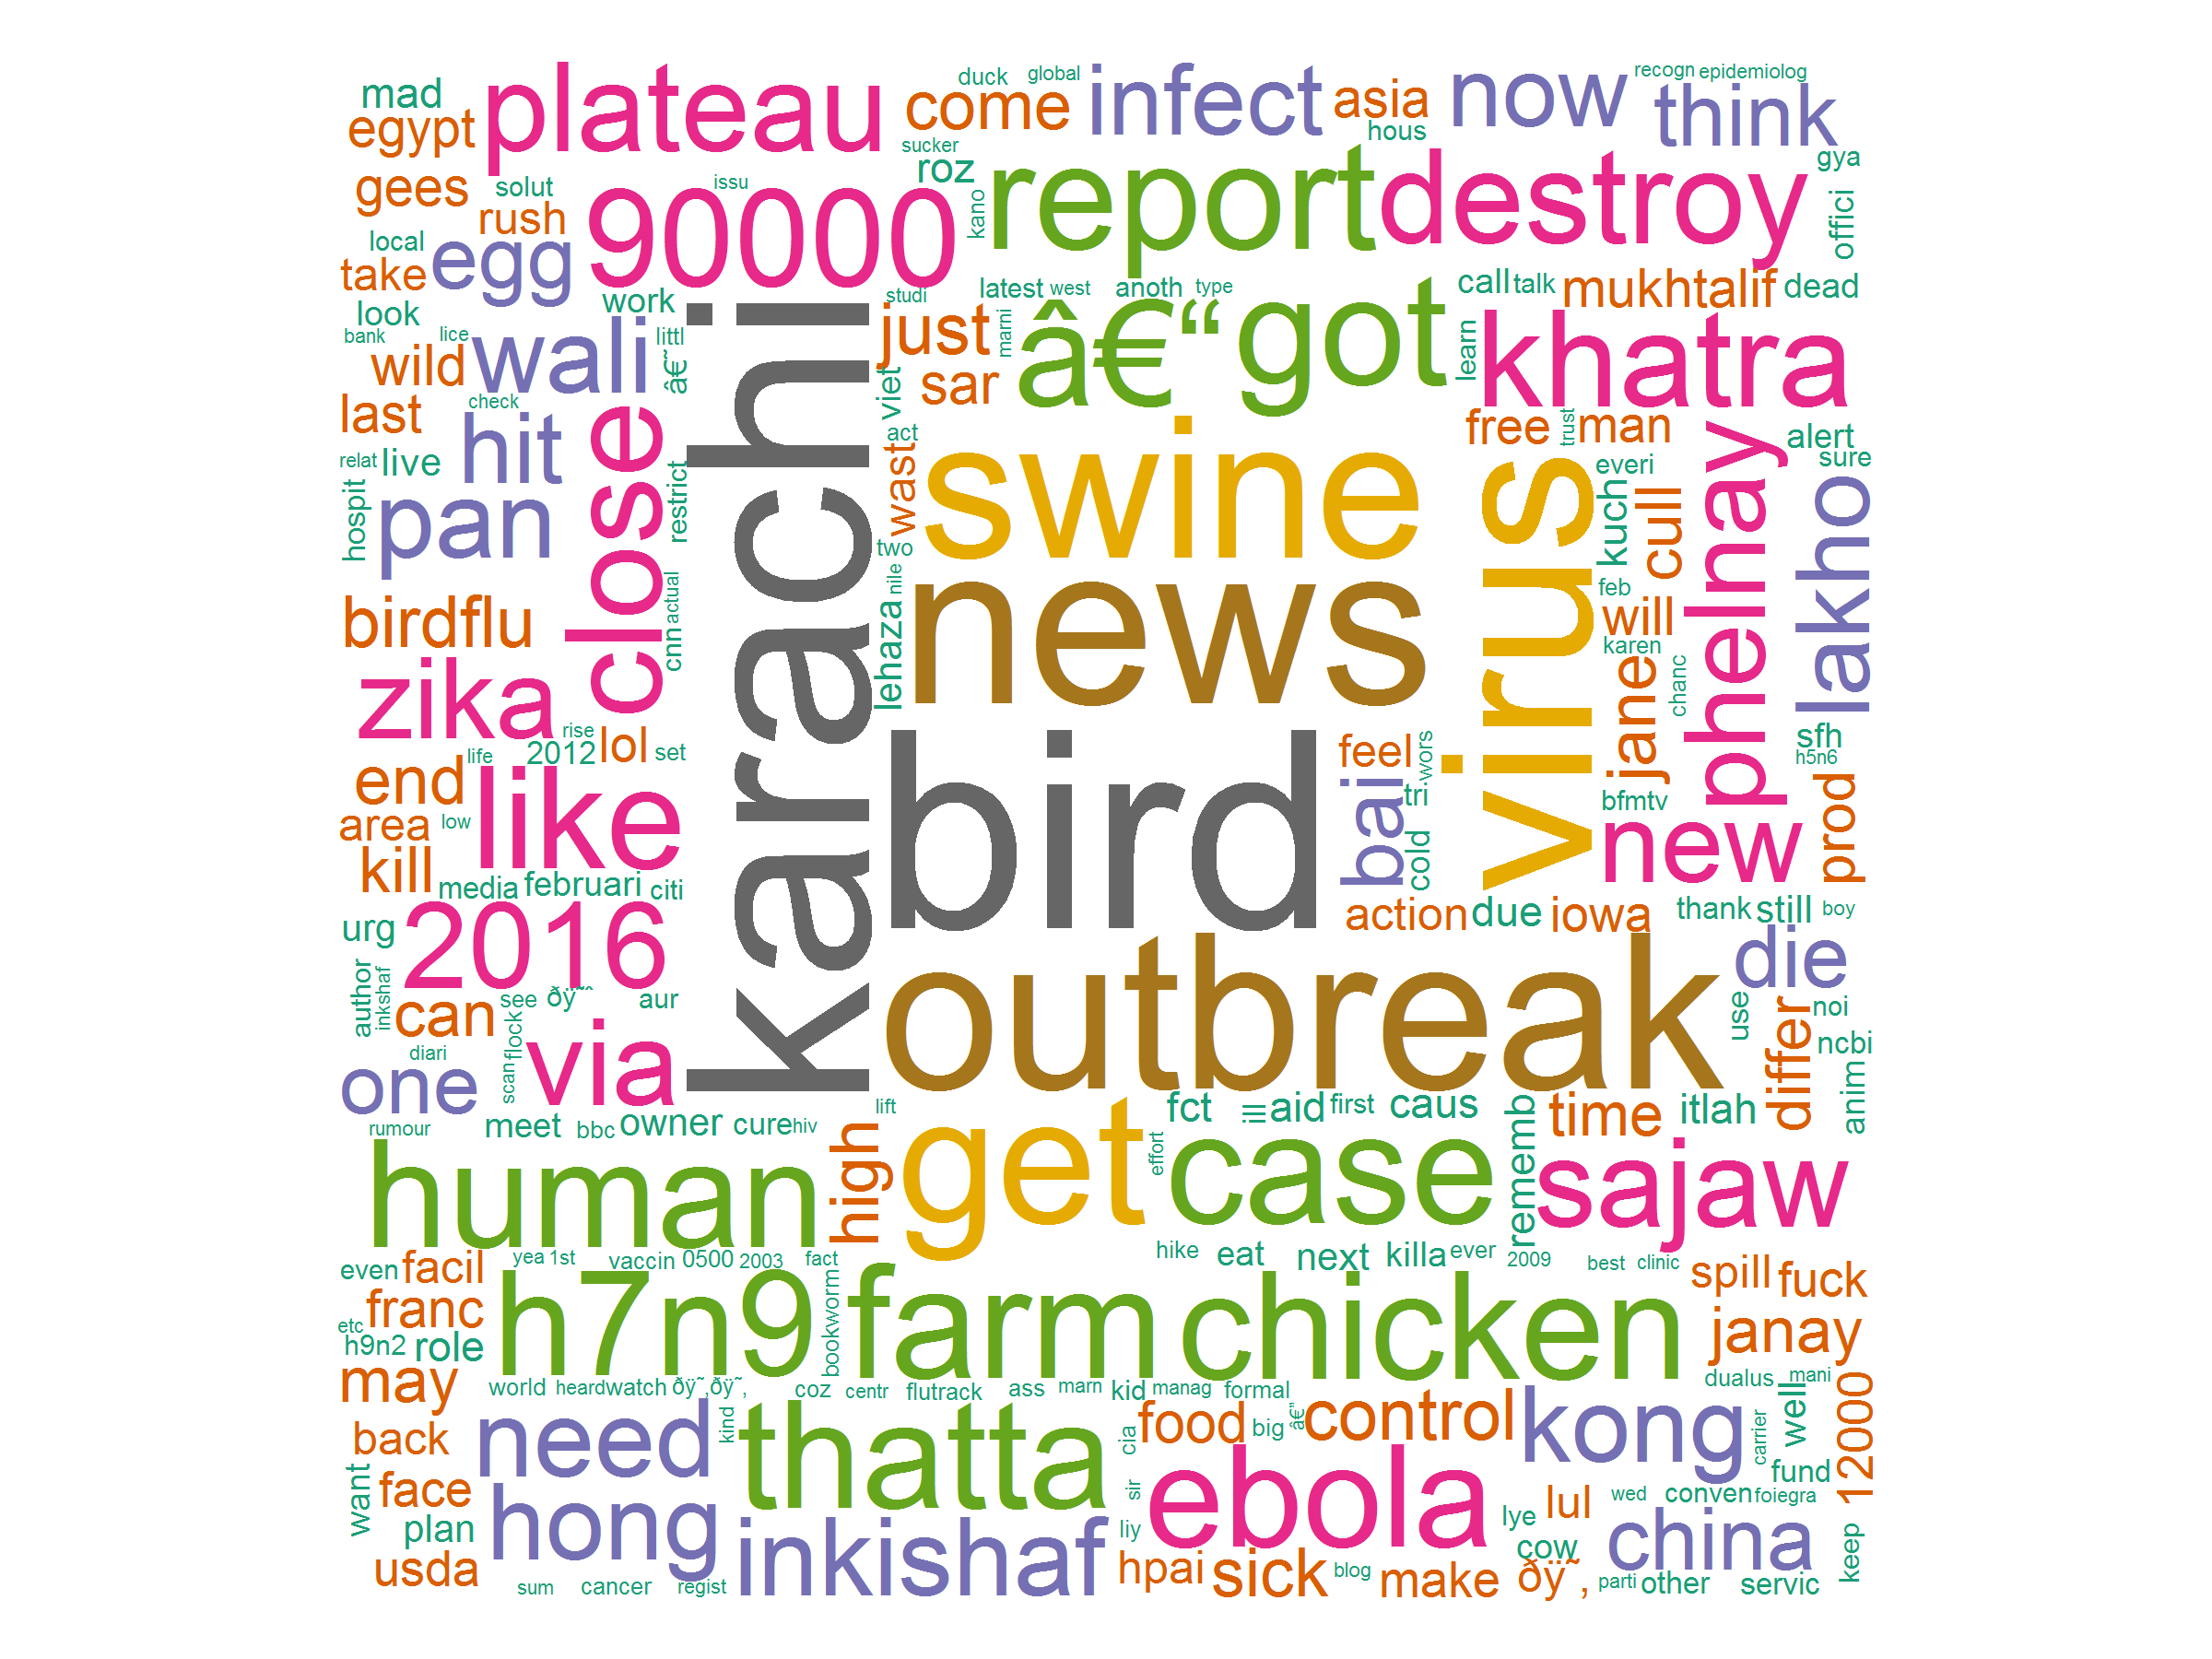 mad
plateau
duck
global
infect
asia
now
recogn
epidemiolog
egypt
come
think
hous
sucker
gees
solut
issu
roz
report
destroy
gya
rush
90000
kano
offici
local
egg
take
work
studi
latest
west
anoth
type
call
talk
mukhtalif
dead
look
just
marni
â€“
got
learn
khatra
bank
lice
wali
littl
â€˜
wild
viet
sar
last
check
close
karachi
act
swine
free
trust
man
alert
relat
live
hit
restrict
wast
virus
everi
sure
hospit
pan
two
kuch
cull
phelnay
lakho
birdflu
cnn
actual
lehaza
nile
news
feb
will
karen
zika
jane
chanc
rise
lol
set
life
2012
bird
feel
wors
sfh
h5n6
end
like
bai
tri
bfmtv
area
low
cold
new
prod
kill
media
februari
citi
urg
2016
action
due
iowa
thank
still
boy
author
inkshaf
can
see
ðŸ˜ˆ
aur
outbreak
die
diari
scan
flock
via
use
differ
noi
ncbi
one
anim
rumour
meet
bbc
owner
cure
hiv
lift
fct
aid
first
caus
rememb
time
itlah
human
high
get
effort
case
sajaw
even
facil
yea
1st
vaccin
0500
2003
fact
hike
eat
next
killa
ever
2009
best
clinic
spill
fuck
franc
h7n9
bookworm
farm
chicken
janay
etc
h9n2
role
may
world
heard
watch
ðŸ˜‚ðŸ˜‚
coz
centr
flutrack
ass
marn
kid
manag
formal
dualus
mani
back
need
kind
thatta
cia
food
big
â€”
control
kong
carrier
well
12000
want
face
sir
ebola
fund
plan
hong
inkishaf
liy
lye
lul
wed
conven
foiegra
usda
hpai
cow
china
keep
sum
cancer
regist
sick
blog
make
ðŸ˜‚
parti
other
servic